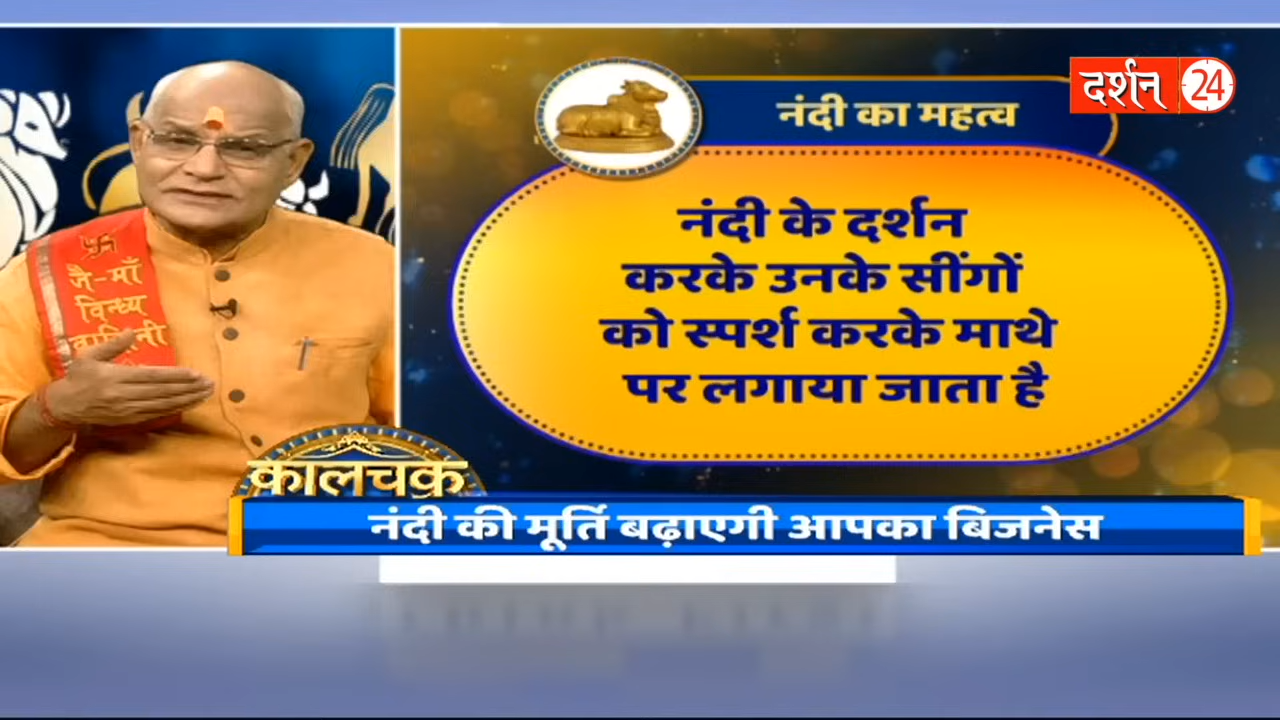 दर्शन 24
नंदी का महत्व
नंदी के दर्शन
करके उनके सींगों
को स्पर्श करके माथे
पर लगाया जाता है
जै-माँ
विन्ध्य
वासिनी
कालचक्र
नंदी की मूर्ति बढ़ाएगी आपका बिजनेस